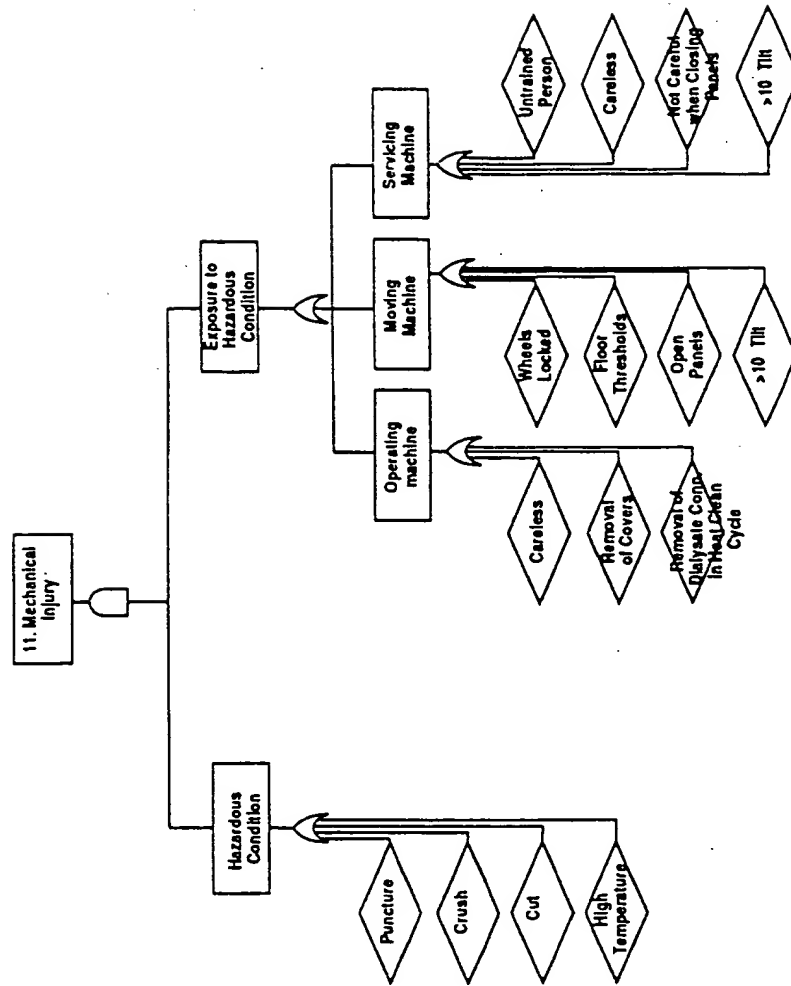 11. Mechanical
Injury
Hazardous
Condition
Exposure to
Hazardous
Condition
Puncture
Crush
Cut
High
Temperature
Operating
machine
Moving
Machine
Servicing
Machine
Careless
Removal
of Covers
Removal of
Dialysate Conn.
in Heat Clean
Cycle
Wheels
Locked
Floor
Thresholds
Open
Panels
>10 Tilt
Untrained
Person
Careless
Not Careful
when Closing
Panels
>10 Tilt